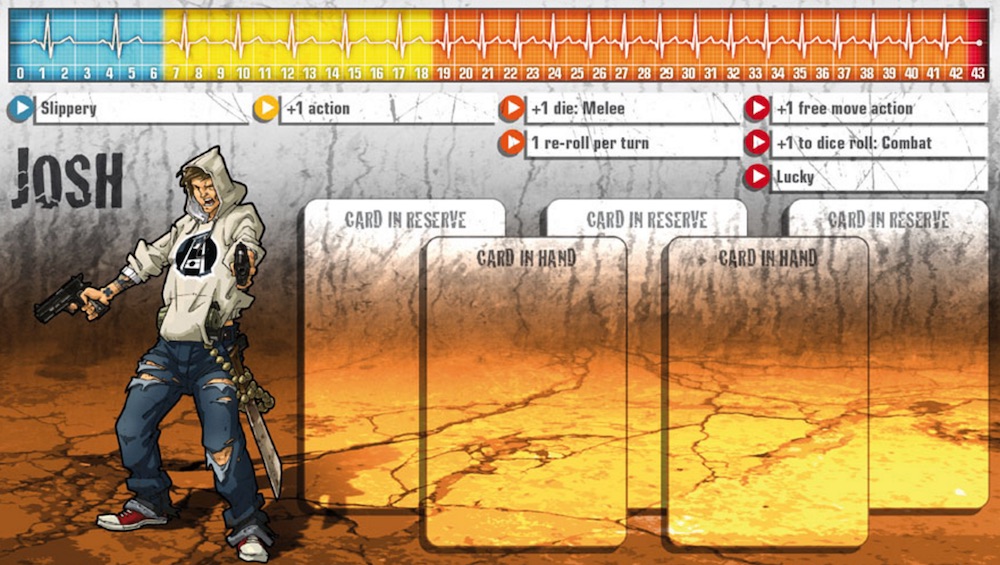 0 1 2 3 4 5 6 7 8 9 10 11 12 13 14 15 16 17 18 19 20 21 22 23 24 25 26 27 28 29 30 31 32 33 34 35 36 37 38 39 40 41 42 43
Slippery
+1 action
+1 die: Melee
1 re-roll per turn
+1 free move action
+1 to dice roll: Combat
Lucky
JOSH
CARD IN RESERVE
CARD IN RESERVE
CARD IN RESERVE
CARD IN HAND
CARD IN HAND